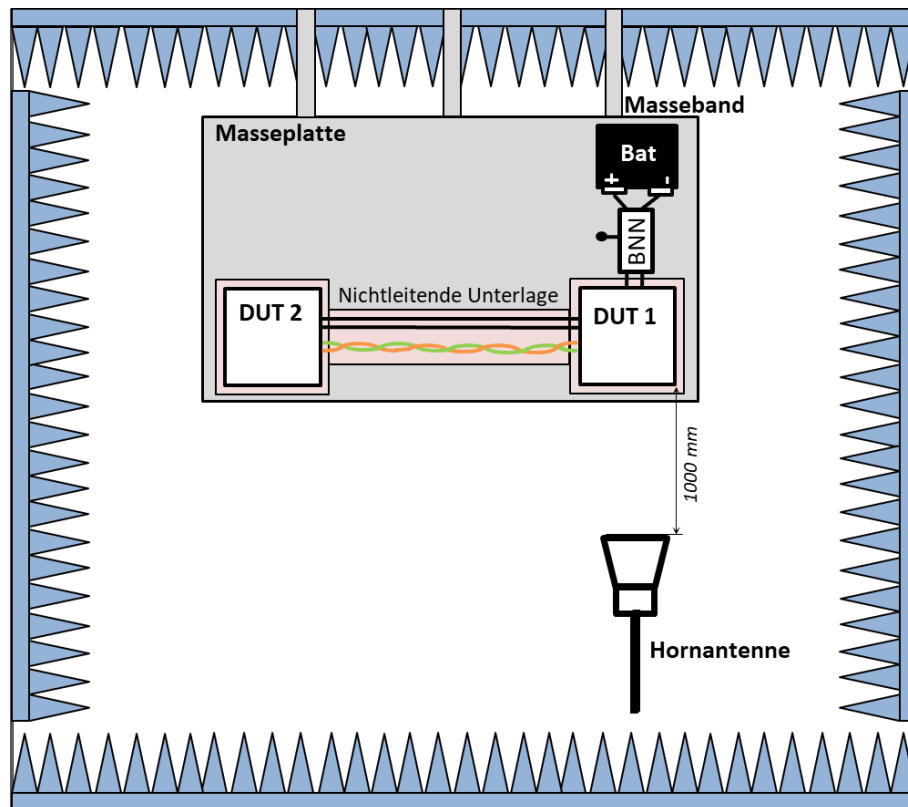 Masseband
Masseplatte
Bat
+ -
BNN
Nichtleitende Unterlage
DUT 2
DUT 1
1000 mm
Hornantenne